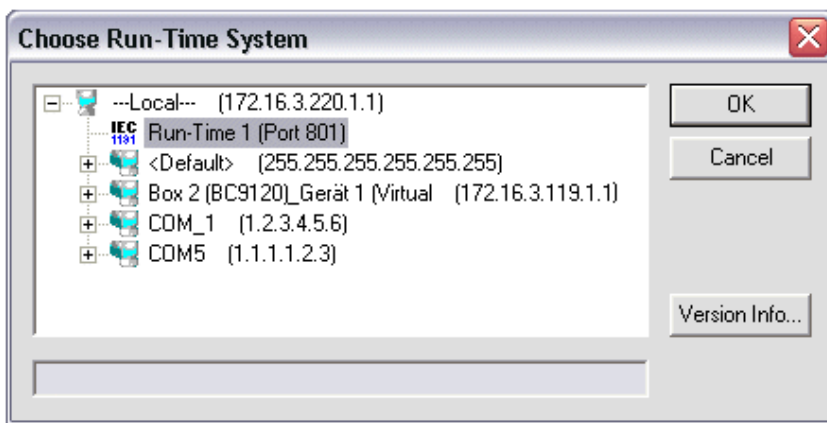 Choose Run-Time System
---Local--- (172.16.3.220.1.1)
IEC
1131
Run-Time 1 (Port 801)
<Default> (255.255.255.255.255.255)
Box 2 (BC9120)_Gerät 1 (Virtual (172.16.3.119.1.1)
COM_1 (1.2.3.4.5.6)
COM5 (1.1.1.1.2.3)
OK
Cancel
Version Info...